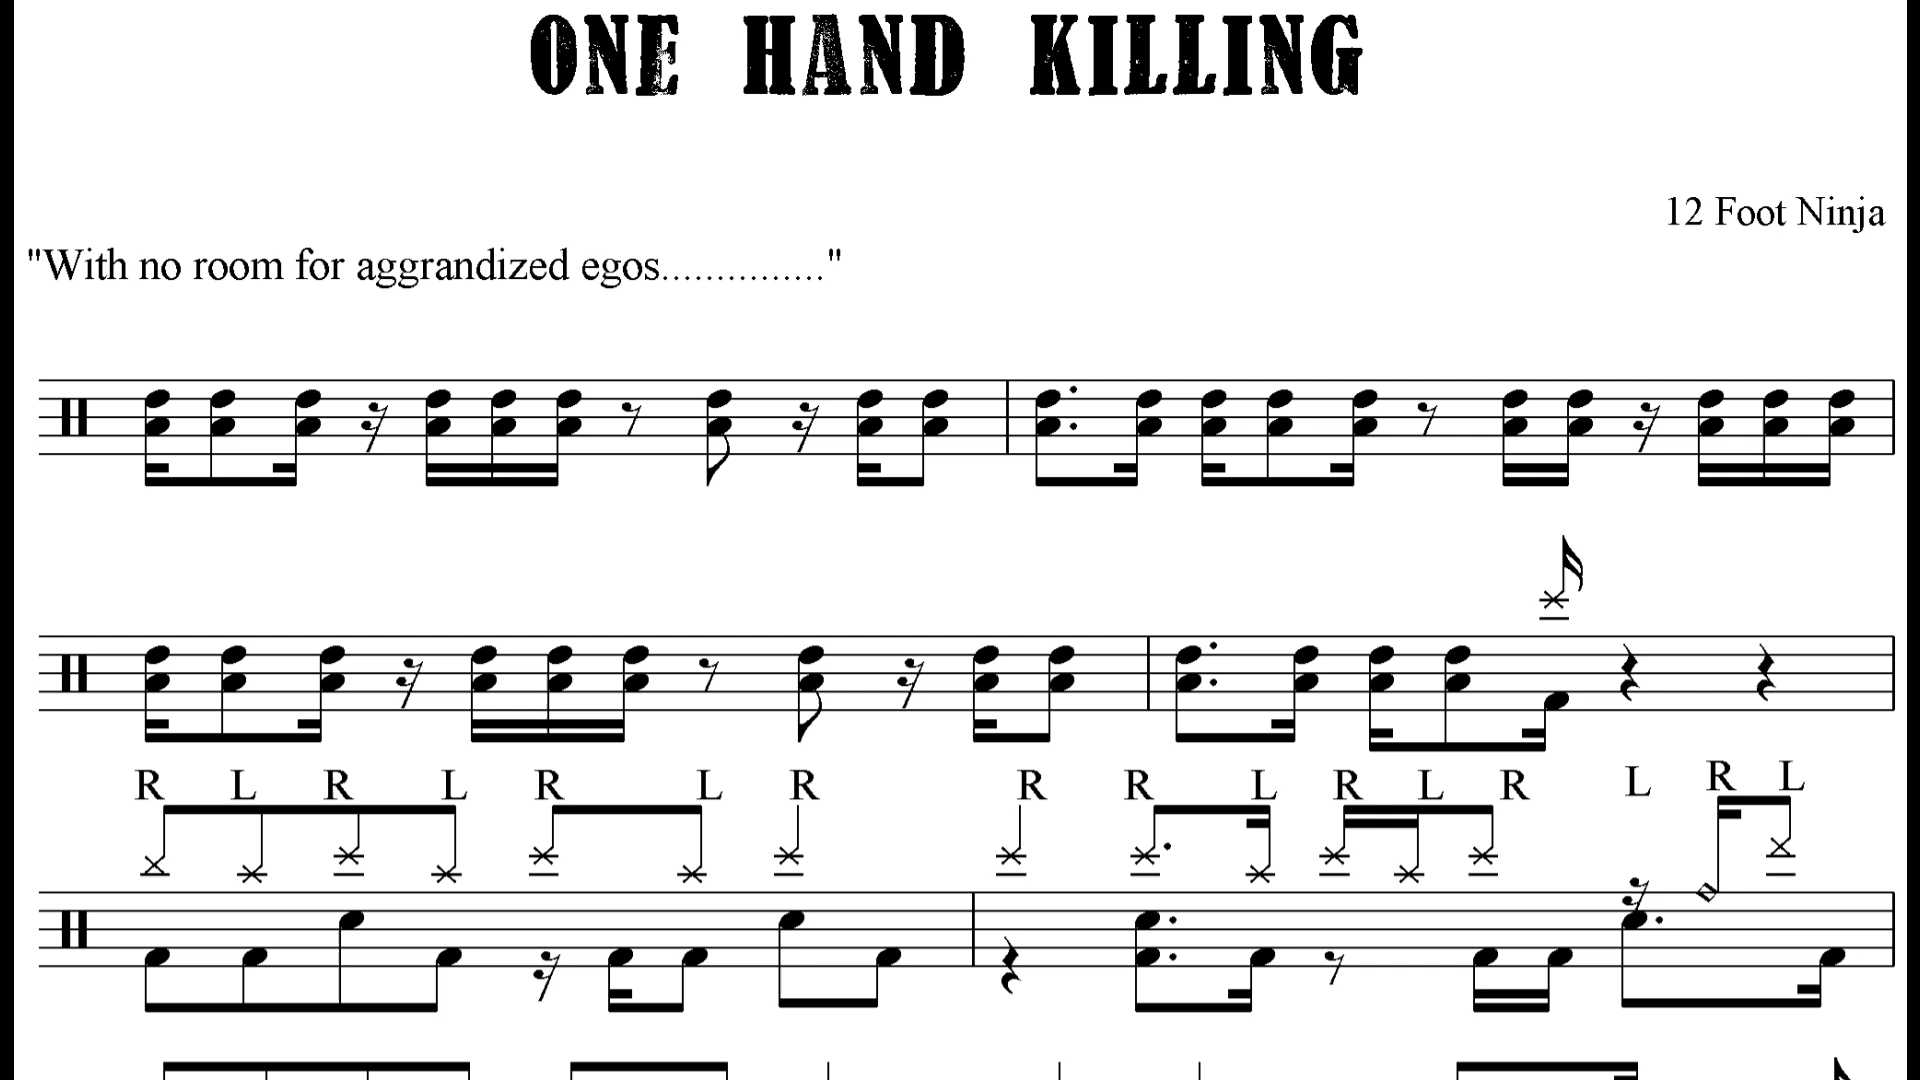 ONE HAND KILLING
12 Foot Ninja
"With no room for aggrandized egos..............."
R L R L R L R R R L R L R L R L